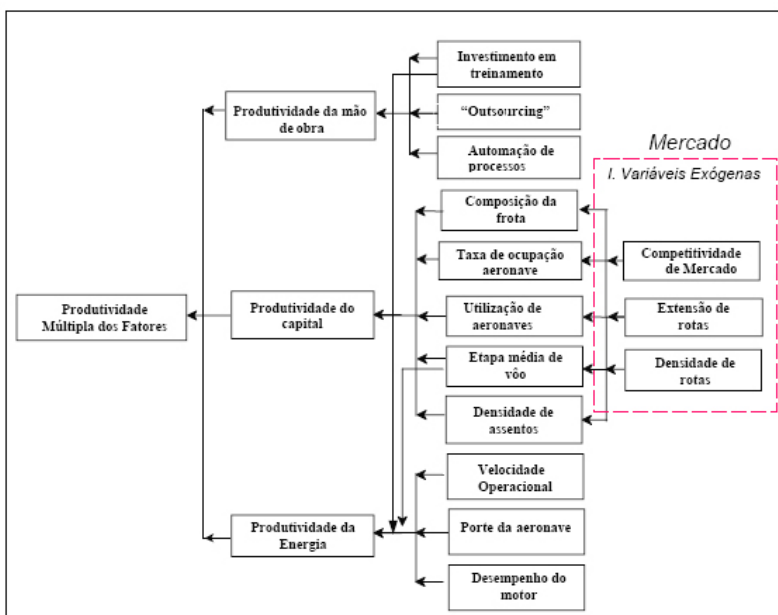 Investimento em
treinamento
Produtividade da mão
de obra
“Outsourcing”
Automação de
processos
Mercado
I. Variáveis Exógenas
Composição da
frota
Taxa de ocupação
aeronave
Competitividade
de Mercado
Produtividade
Múltipla dos Fatores
Produtividade do
capital
Utilização de
aeronaves
Extensão de
rotas
Etapa média de
vôo
Densidade de
rotas
Densidade de
assentos
Velocidade
Operacional
Produtividade da
Energia
Porte da aeronave
Desempenho do
motor